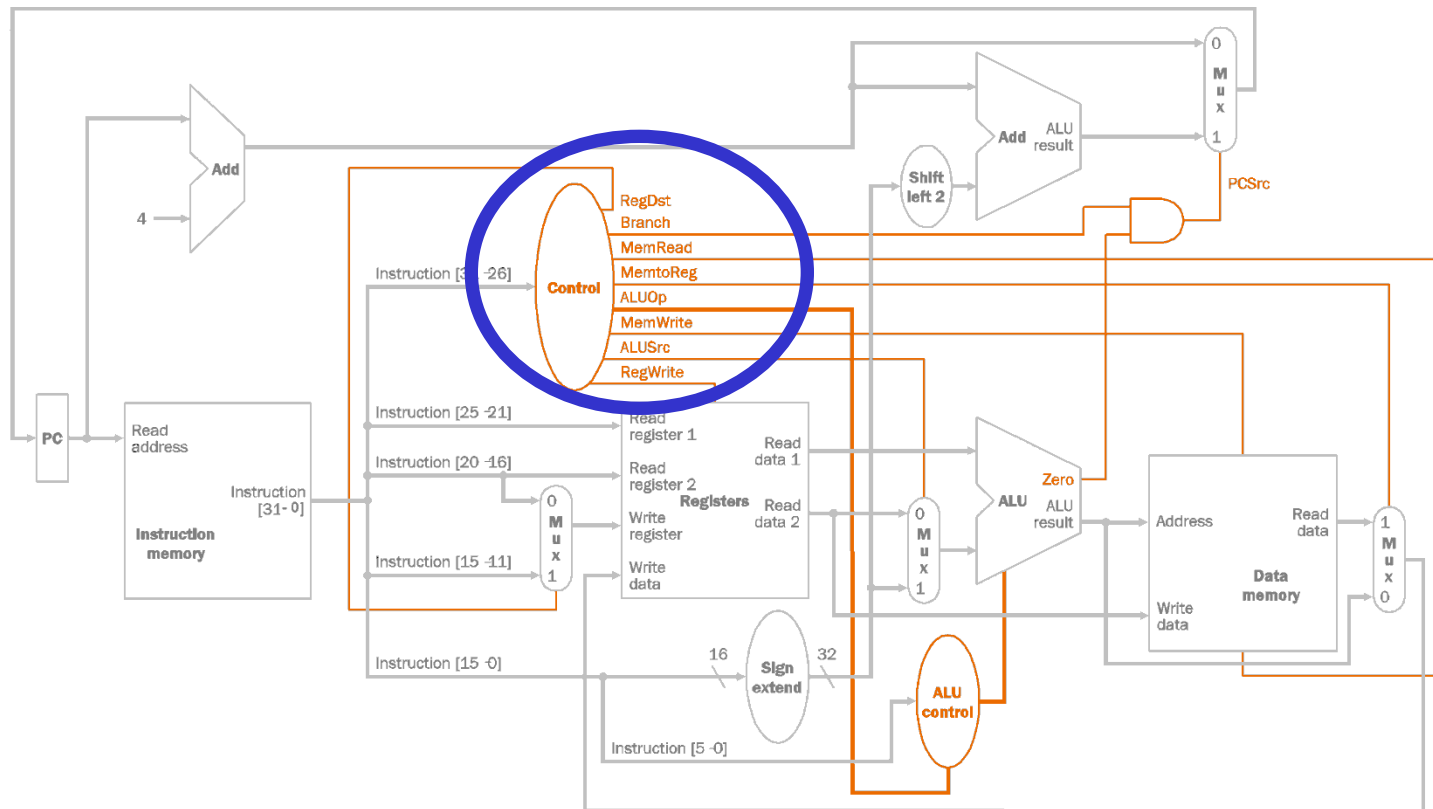 0
M
u
x
1
Add
ALU
result
Add
Shift
left 2
PCSrc
4
RegDst
Branch
MemRead
MemtoReg
ALUOp
MemWrite
ALUSrc
RegWrite
Control
Instruction [25 -21]
Instruction [20 -16]
Instruction [15 -11]
Instruction [15 -0]
Instruction [5 -0]
PC
Read
address
Instruction
[31- 0]
Instruction
memory
0
M
u
x
1
Read
register 1
Read
register 2
Write
register
Write
data
Registers
Read
data 1
Read
data 2
0
M
u
x
1
Zero
ALU
ALU
result
Address
Write
data
Read
data
Data
memory
1
M
u
x
0
16
Sign
extend
32
ALU
control
Instruction
-26]